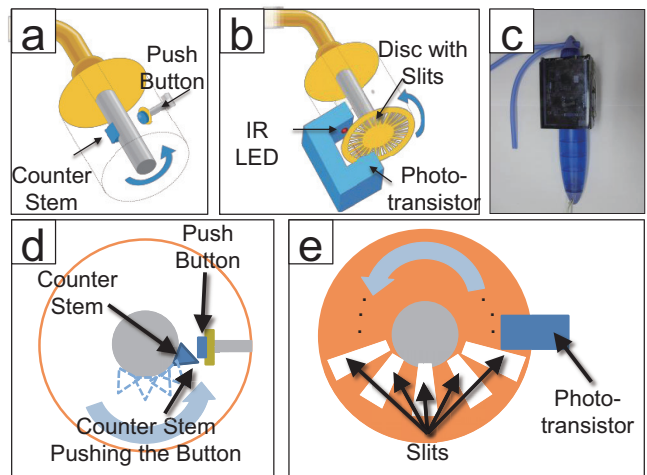 a
Push
Button
Counter
Stem
b
Disc with
Slits
IR
LED
Photo-
transistor
c
d
Push
Button
Counter
Stem
Counter Stem
Pushing the Button
e
Photo-
transistor
Slits